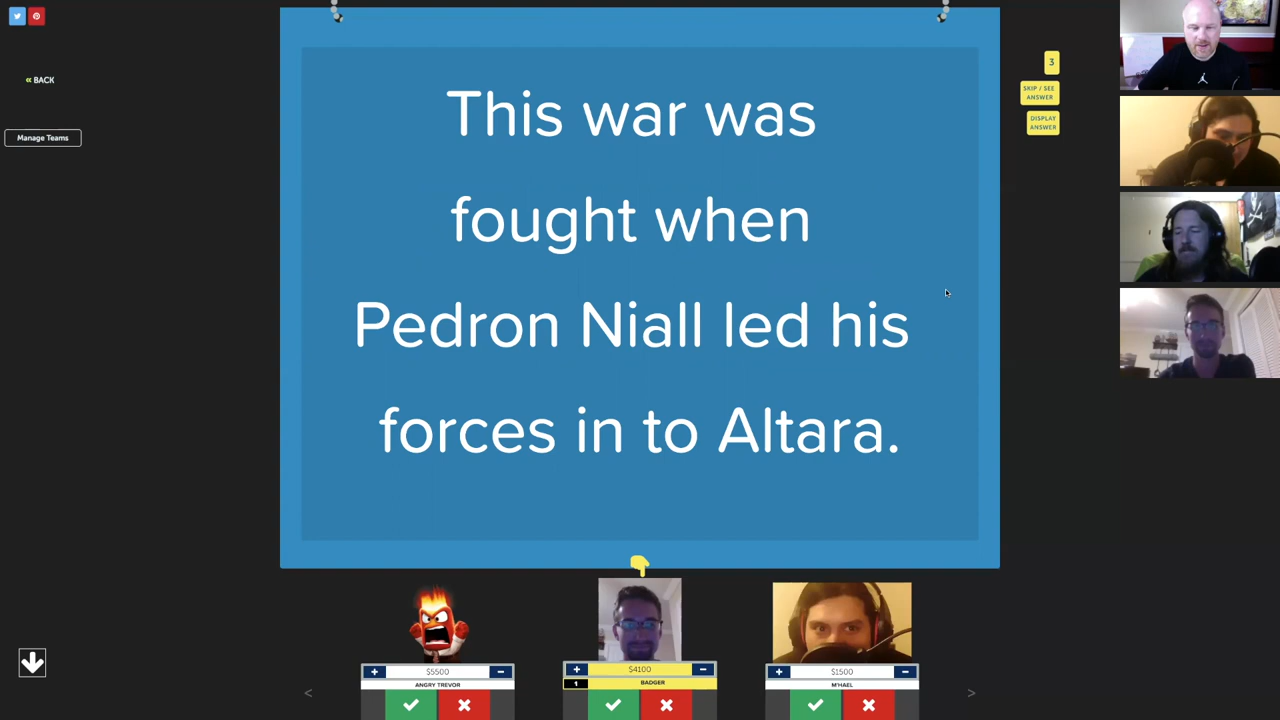 « BACK
Manage Teams
This war was
fought when
Pedron Niall led his
forces in to Altara.
3
SKIP / SEE
ANSWER
DISPLAY
ANSWER
$5500
ANGRY TREVOR
$4100
1
BADGER
$1500
M'HAEL